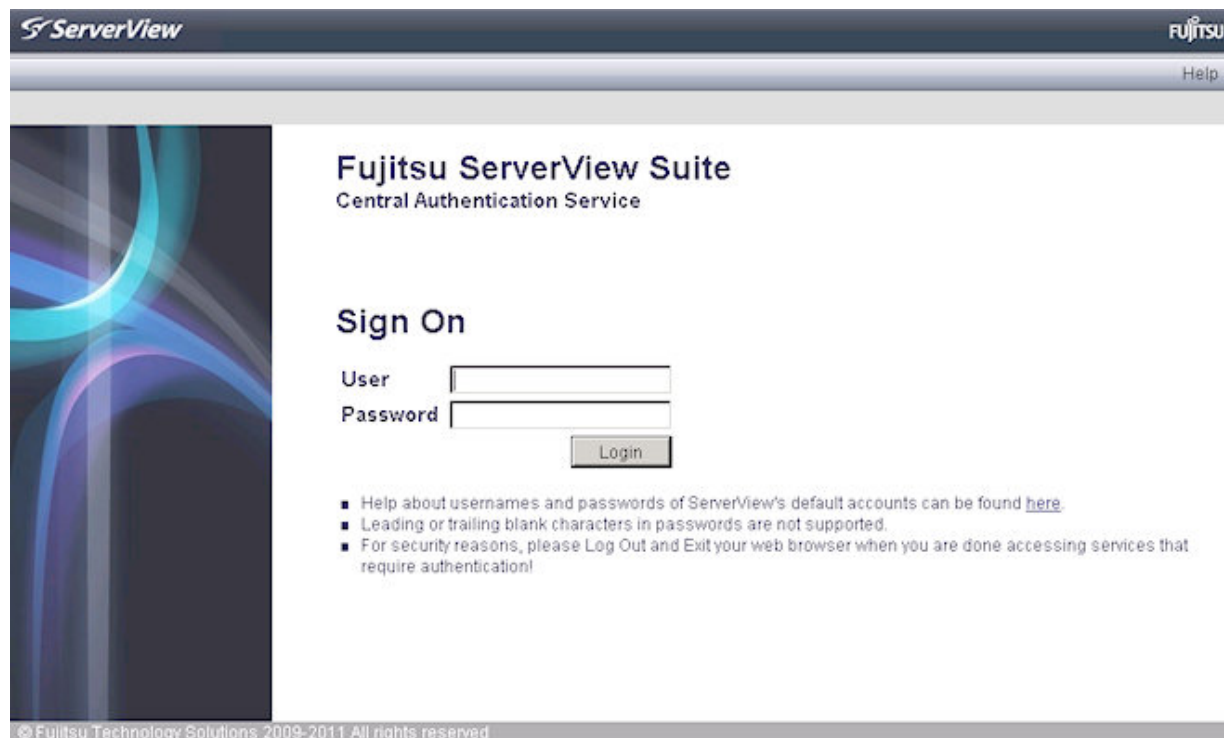 ServerView
FUJITSU
Help
Fujitsu ServerView Suite
Central Authentication Service
Sign On
User
Password
Login
Help about usernames and passwords of ServerView's default accounts can be found here.
Leading or trailing blank characters in passwords are not supported.
For security reasons, please Log Out and Exit your web browser when you are done accessing services that
require authentication!
© Fujitsu Technology Solutions 2009-2011 All rights reserved